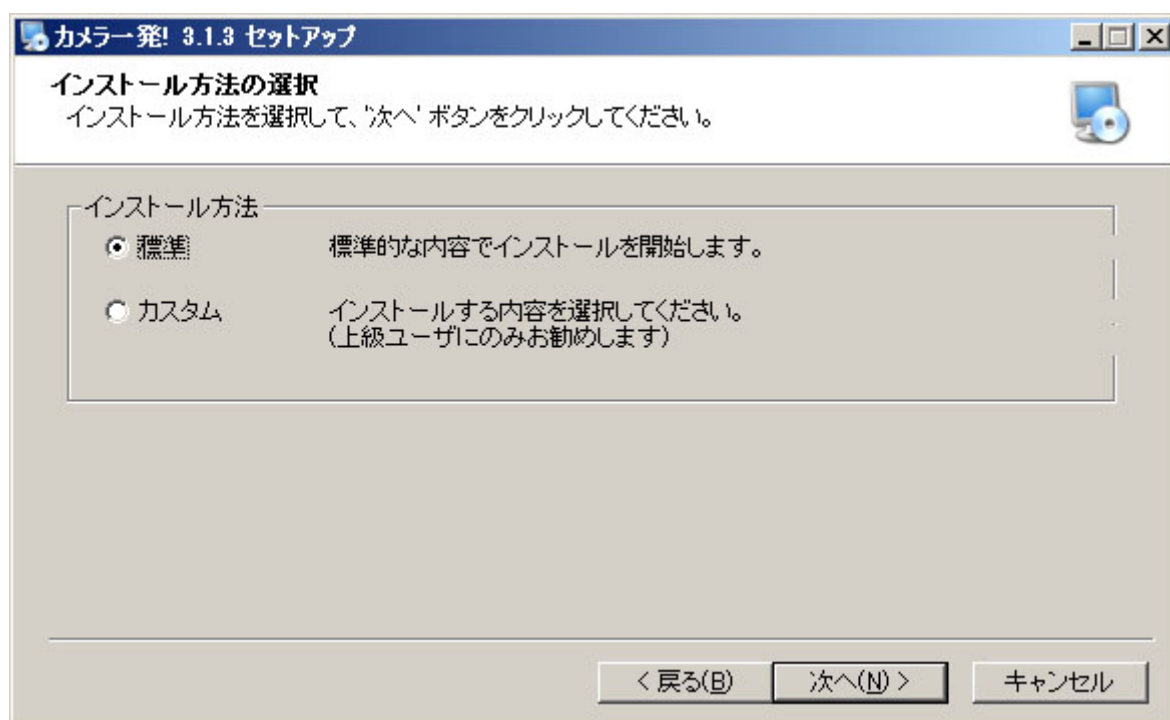 カメラ一発! 3.1.3 セットアップ
インストール方法の選択
インストール方法を選択して、'次へ' ボタンをクリックしてください。
インストール方法
標準 標準的な内容でインストールを開始します。
カスタム インストールする内容を選択してください。
(上級ユーザにのみお勧めします)
< 戻る(B) 次へ(N) > キャンセル